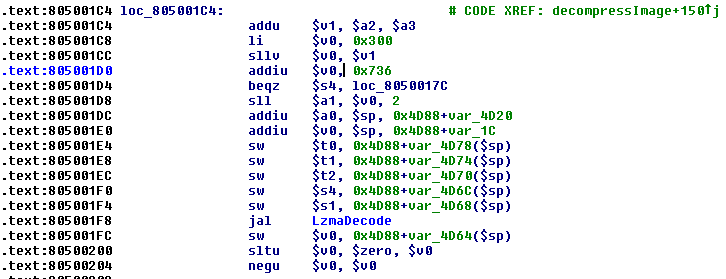 .text:805001C4 loc_805001C4:                            # CODE XREF: decompressImage+150↑j
.text:805001C4                 addu    $v1, $a2, $a3
.text:805001C8                 li      $v0, 0x300
.text:805001CC                 sllv    $v0, $v1
.text:805001D0                 addiu   $v0, 0x736
.text:805001D4                 beqz    $s4, loc_8050017C
.text:805001D8                 sll     $a1, $v0, 2
.text:805001DC                 addiu   $a0, $sp, 0x4D88+var_4D20
.text:805001E0                 addiu   $v0, $sp, 0x4D88+var_1C
.text:805001E4                 sw      $t0, 0x4D88+var_4D78($sp)
.text:805001E8                 sw      $t1, 0x4D88+var_4D74($sp)
.text:805001EC                 sw      $t2, 0x4D88+var_4D70($sp)
.text:805001F0                 sw      $s4, 0x4D88+var_4D6C($sp)
.text:805001F4                 sw      $s1, 0x4D88+var_4D68($sp)
.text:805001F8                 jal     LzmaDecode
.text:805001FC                 sw      $v0, 0x4D88+var_4D64($sp)
.text:80500200                 sltu    $v0, $zero, $v0
.text:80500204                 negu    $v0, $v0